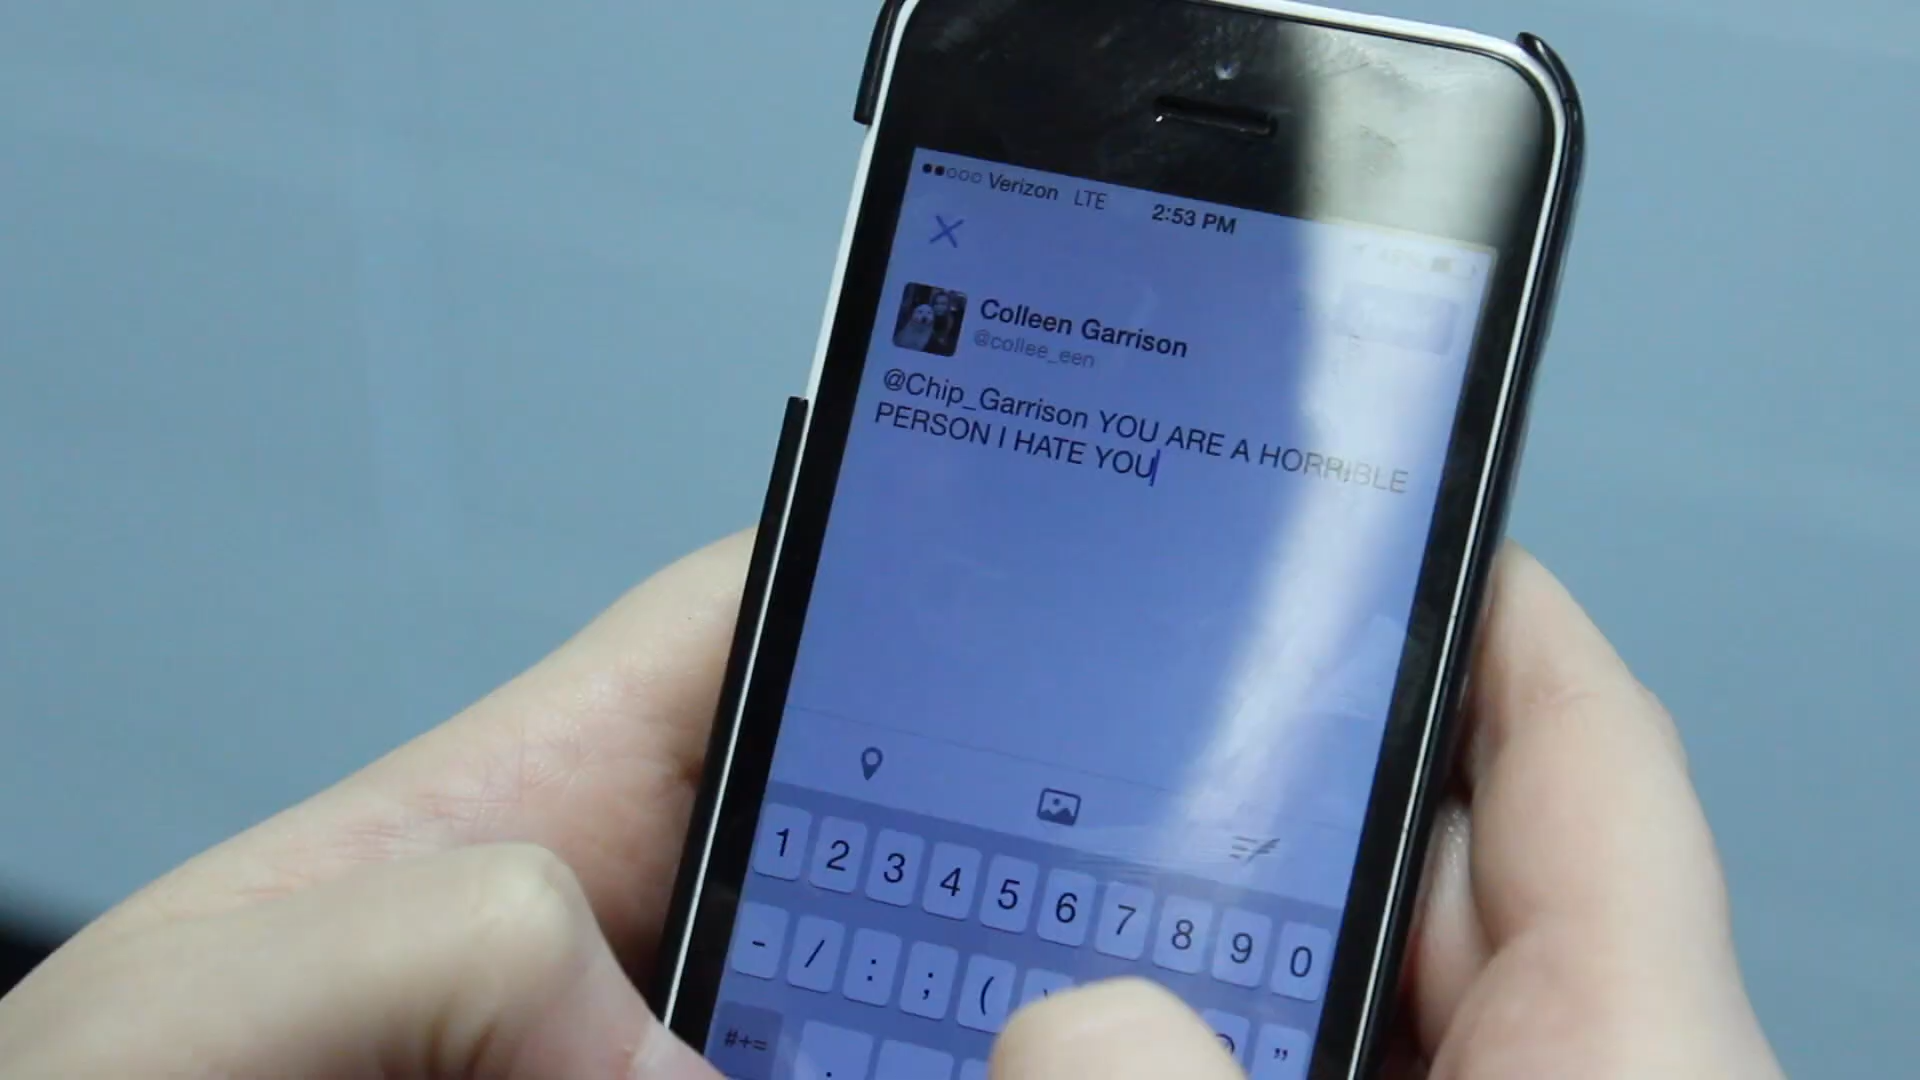 Verizon LTE 2:53 PM
Colleen Garrison
@collee_een
@Chip_Garrison YOU ARE A HORRIBLE
PERSON I HATE YOU
1 2 3 4 5 6 7 8 9 0
- / : ; (
#+= . "